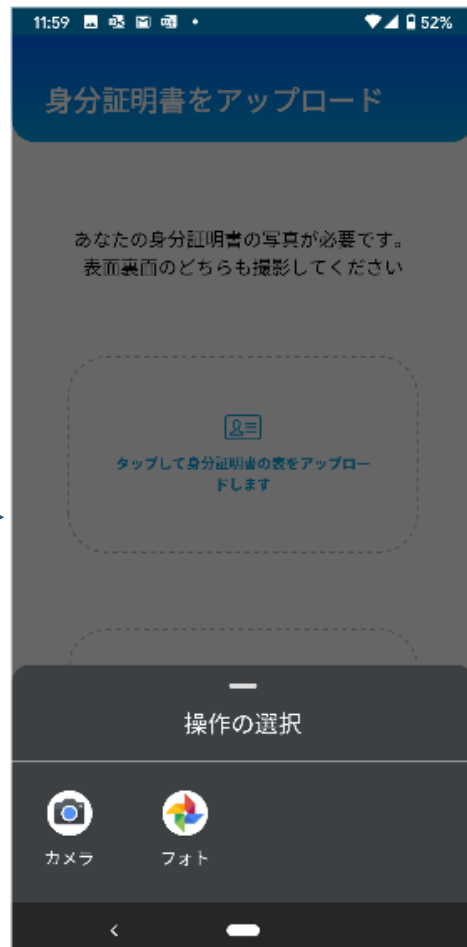 11:59
52%
身分証明書をアップロード
あなたの身分証明書の写真が必要です。
表面裏面のどちらも撮影してください
タップして身分証明書の表をアップロー
ドします
操作の選択
カメラ
フォト